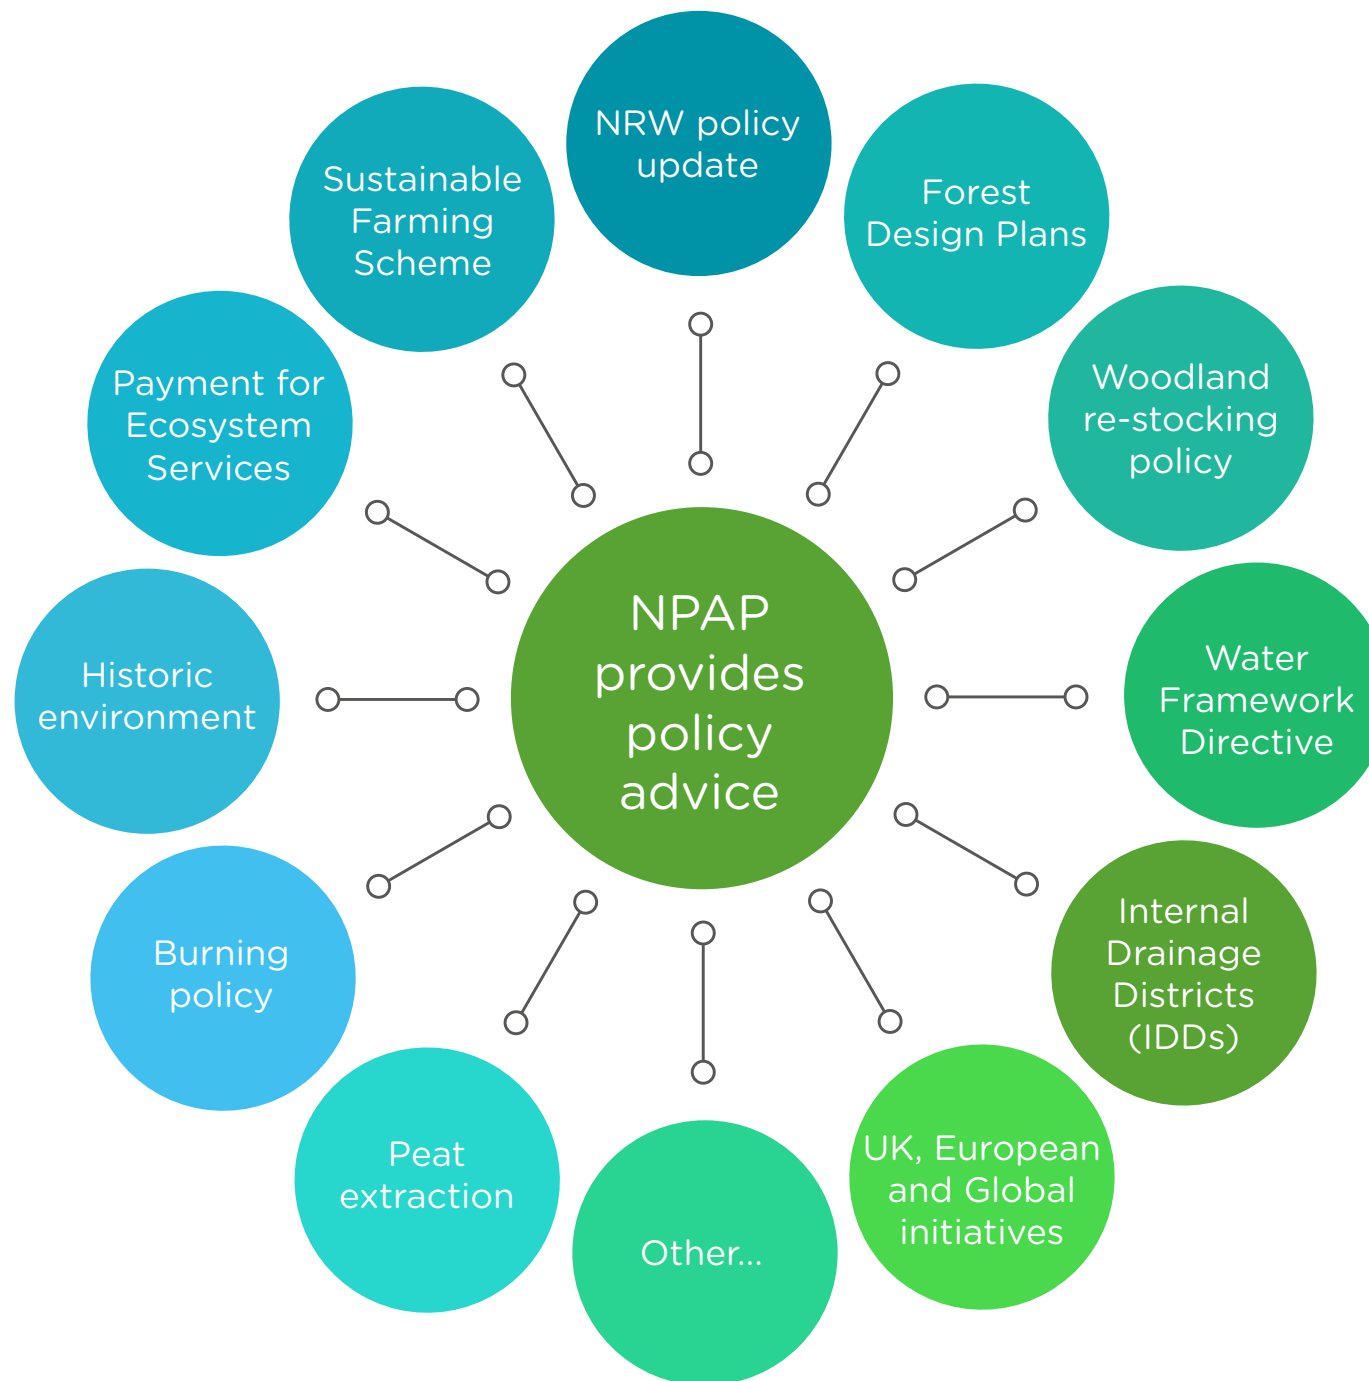 NRW policy
update
Forest
Design Plans
Woodland
re-stocking
policy
Water
Framework
Directive
Internal
Drainage
Districts
(IDDs)
UK, European
and Global
initiatives
Other...
Peat
extraction
Burning
policy
Historic
environment
Payment for
Ecosystem
Services
Sustainable
Farming
Scheme
NPAP
provides
policy
advice